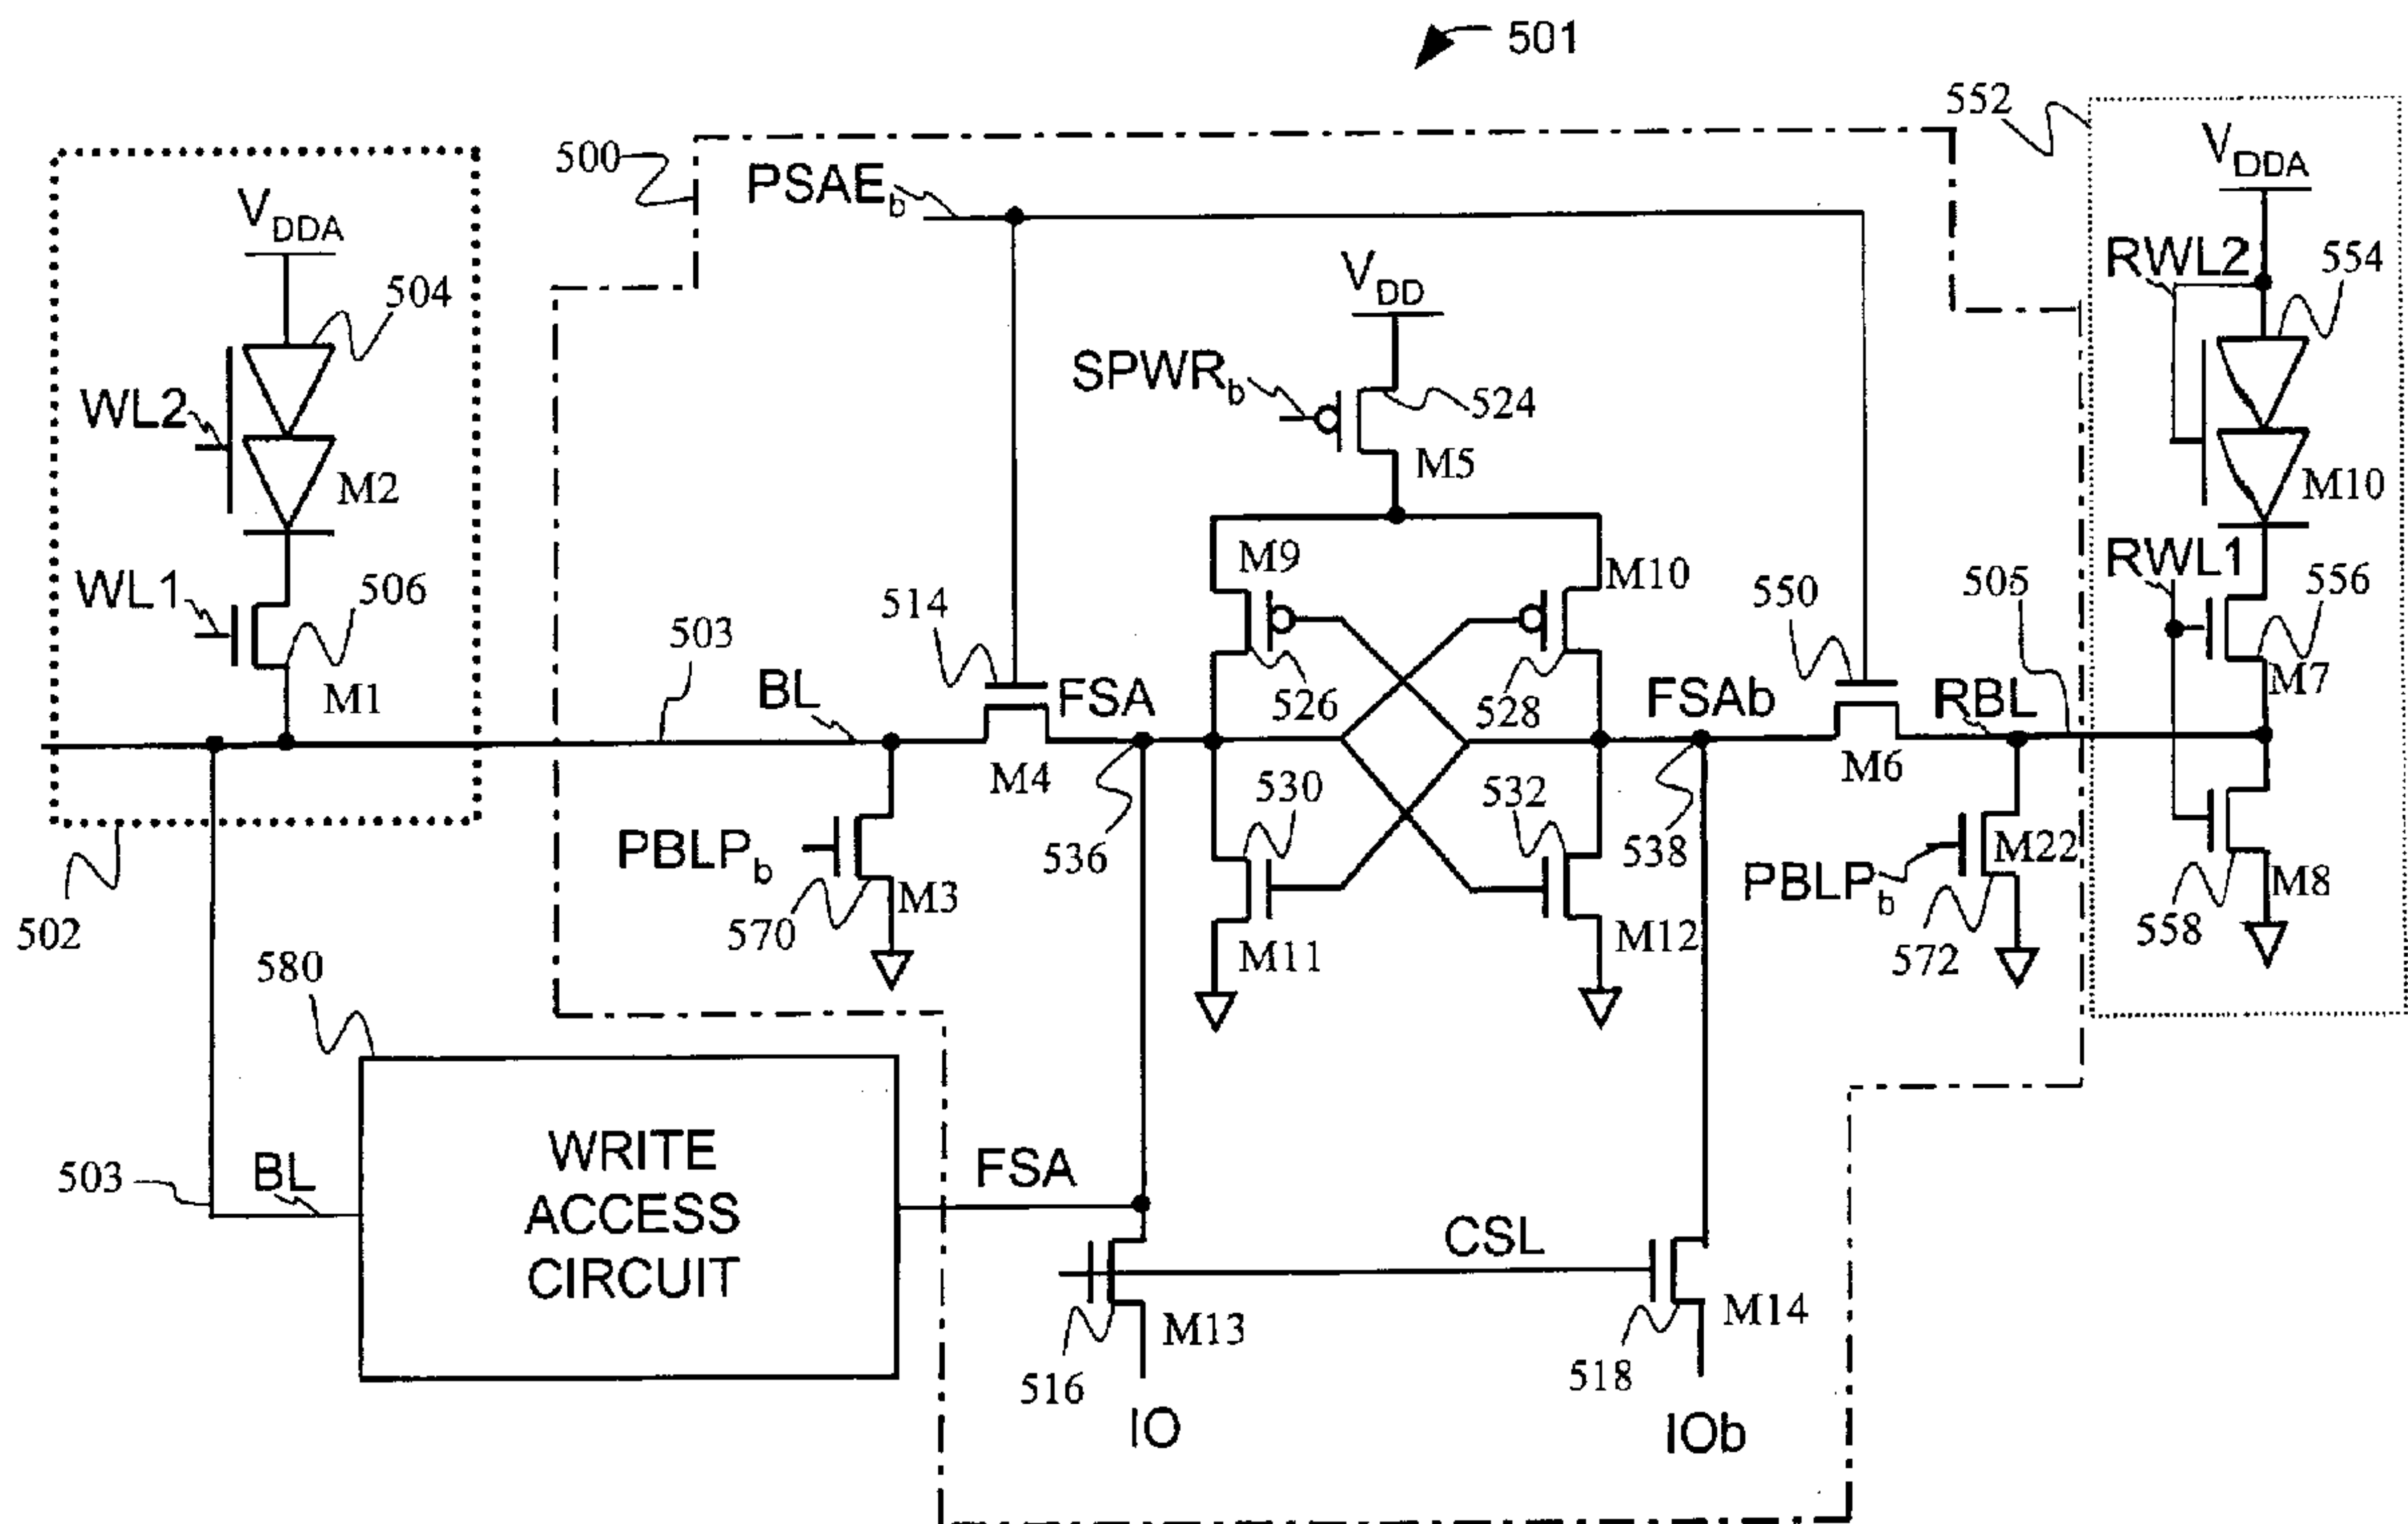 501
552
500
PSAEb
VDDA
VDDA
504
RWL2
554
VDD
WL2
SPWRb
524
M2
M5
M10
WL1
506
M9
M10
RWL1
514
550
505
556
503
M1
BL
FSA
526
528
FSAb
RBL
M7
M4
M6
530
532
PBLPb
536
538
M22
M3
PBLPb
M8
502
570
M11
M12
572
558
580
WRITE
ACCESS
CIRCUIT
503
BL
FSA
CSL
M13
M14
516
518
IO
IOb